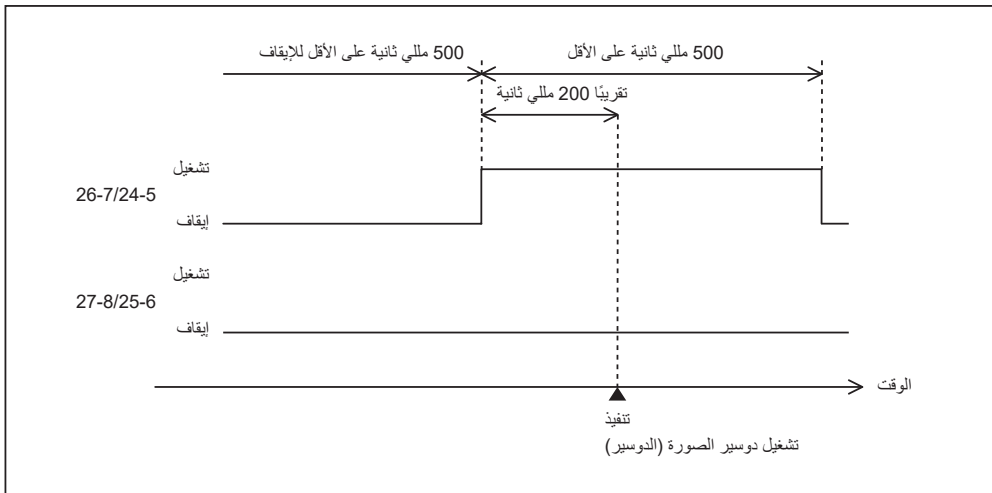 500 مللي ثانية على الأقل للإيقاف
500 مللي ثانية على الأقل
تقريبًا 200 مللي ثانية
تشغيل
26-7/24-5
إيقاف
تشغيل
27-8/25-6
إيقاف
الوقت
تنفيذ
تشغيل دوسير الصورة (الدوسير)